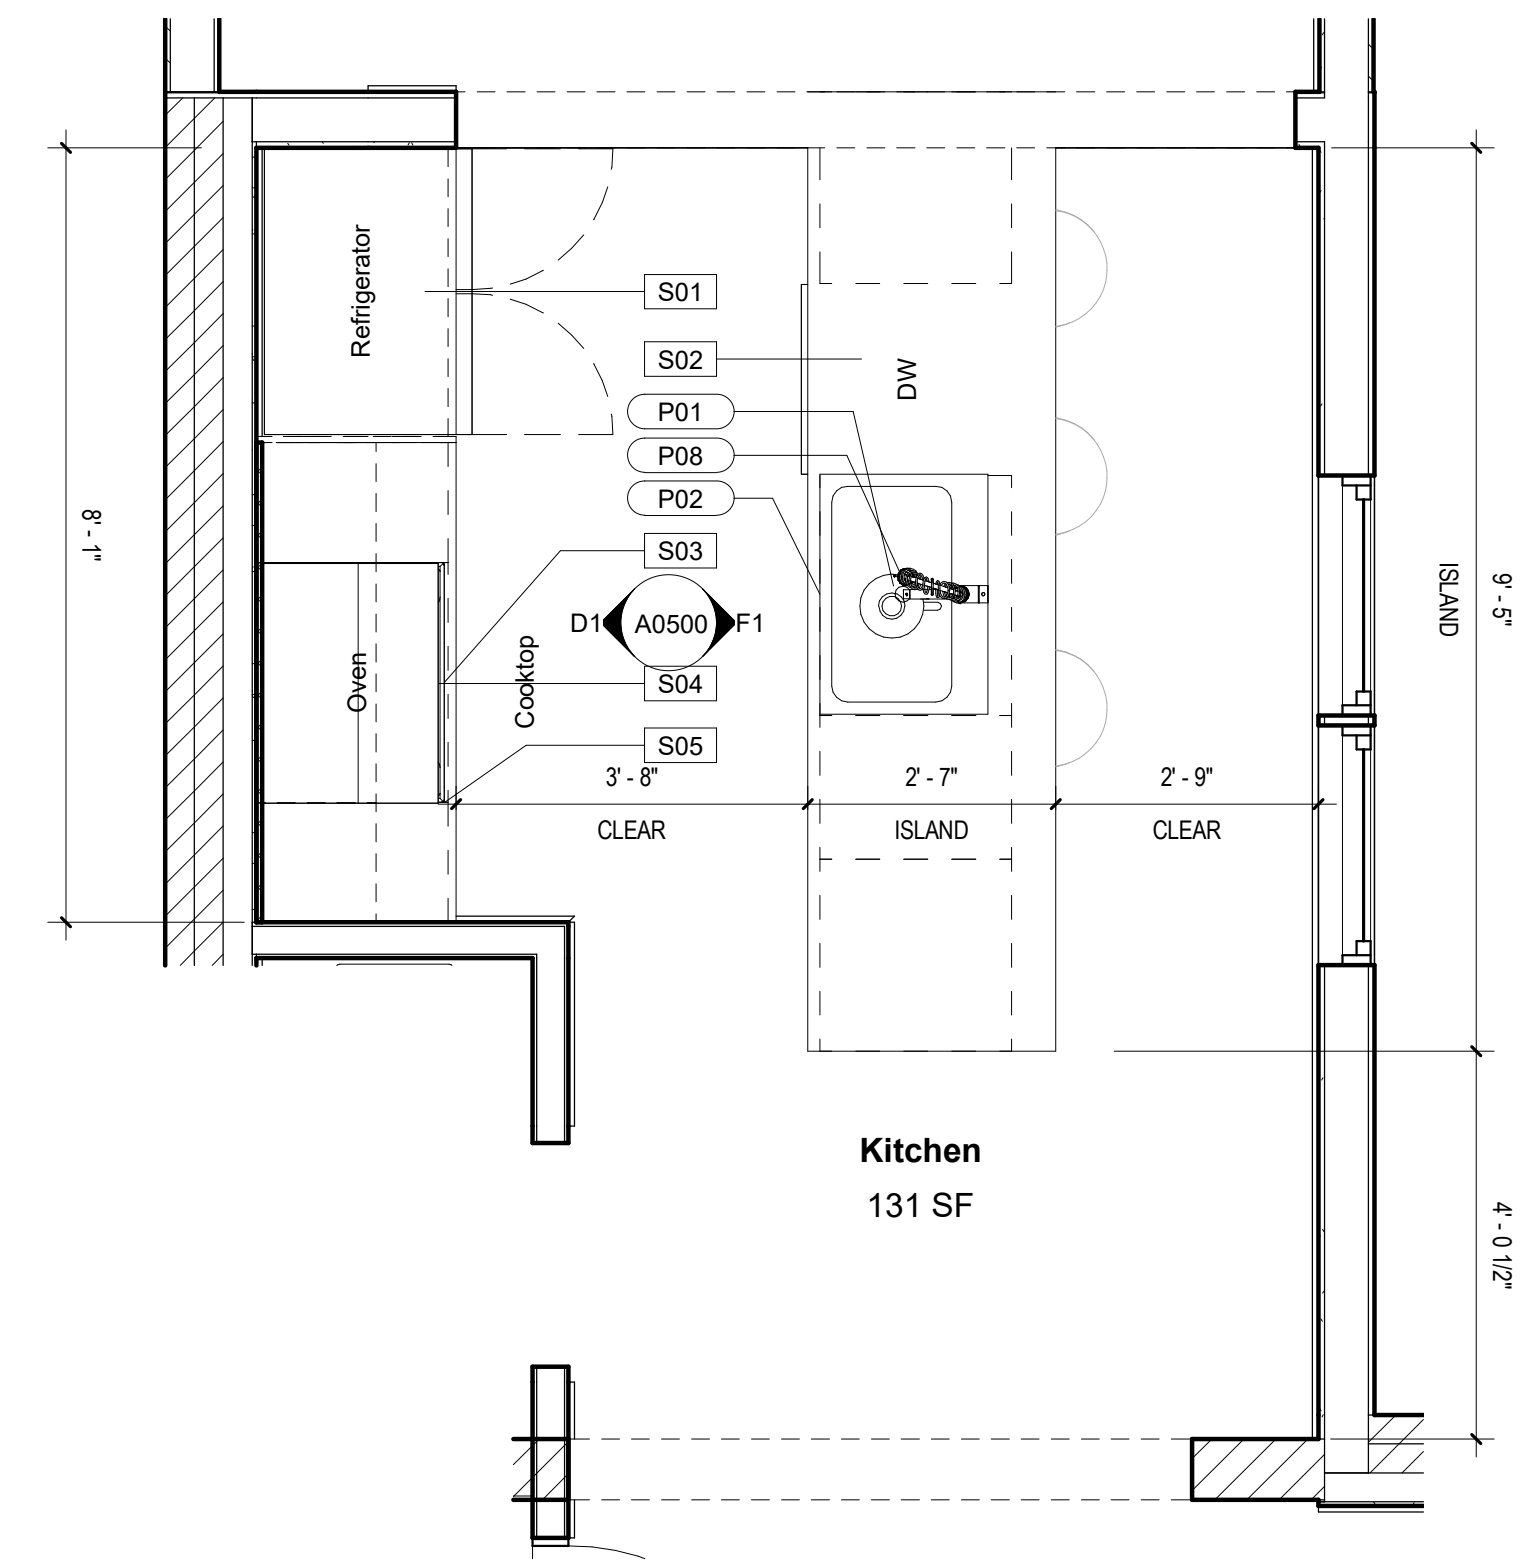 Refrigerator
S01
S02
DW
P01
P08
P02
8' - 1"
S03
9' - 5"
ISLAND
D1
A0500
F1
Oven
Cooktop
S04
S05
3' - 8"
CLEAR
2' - 7"
ISLAND
2' - 9"
CLEAR
Kitchen
131 SF
4' - 0 1/2"